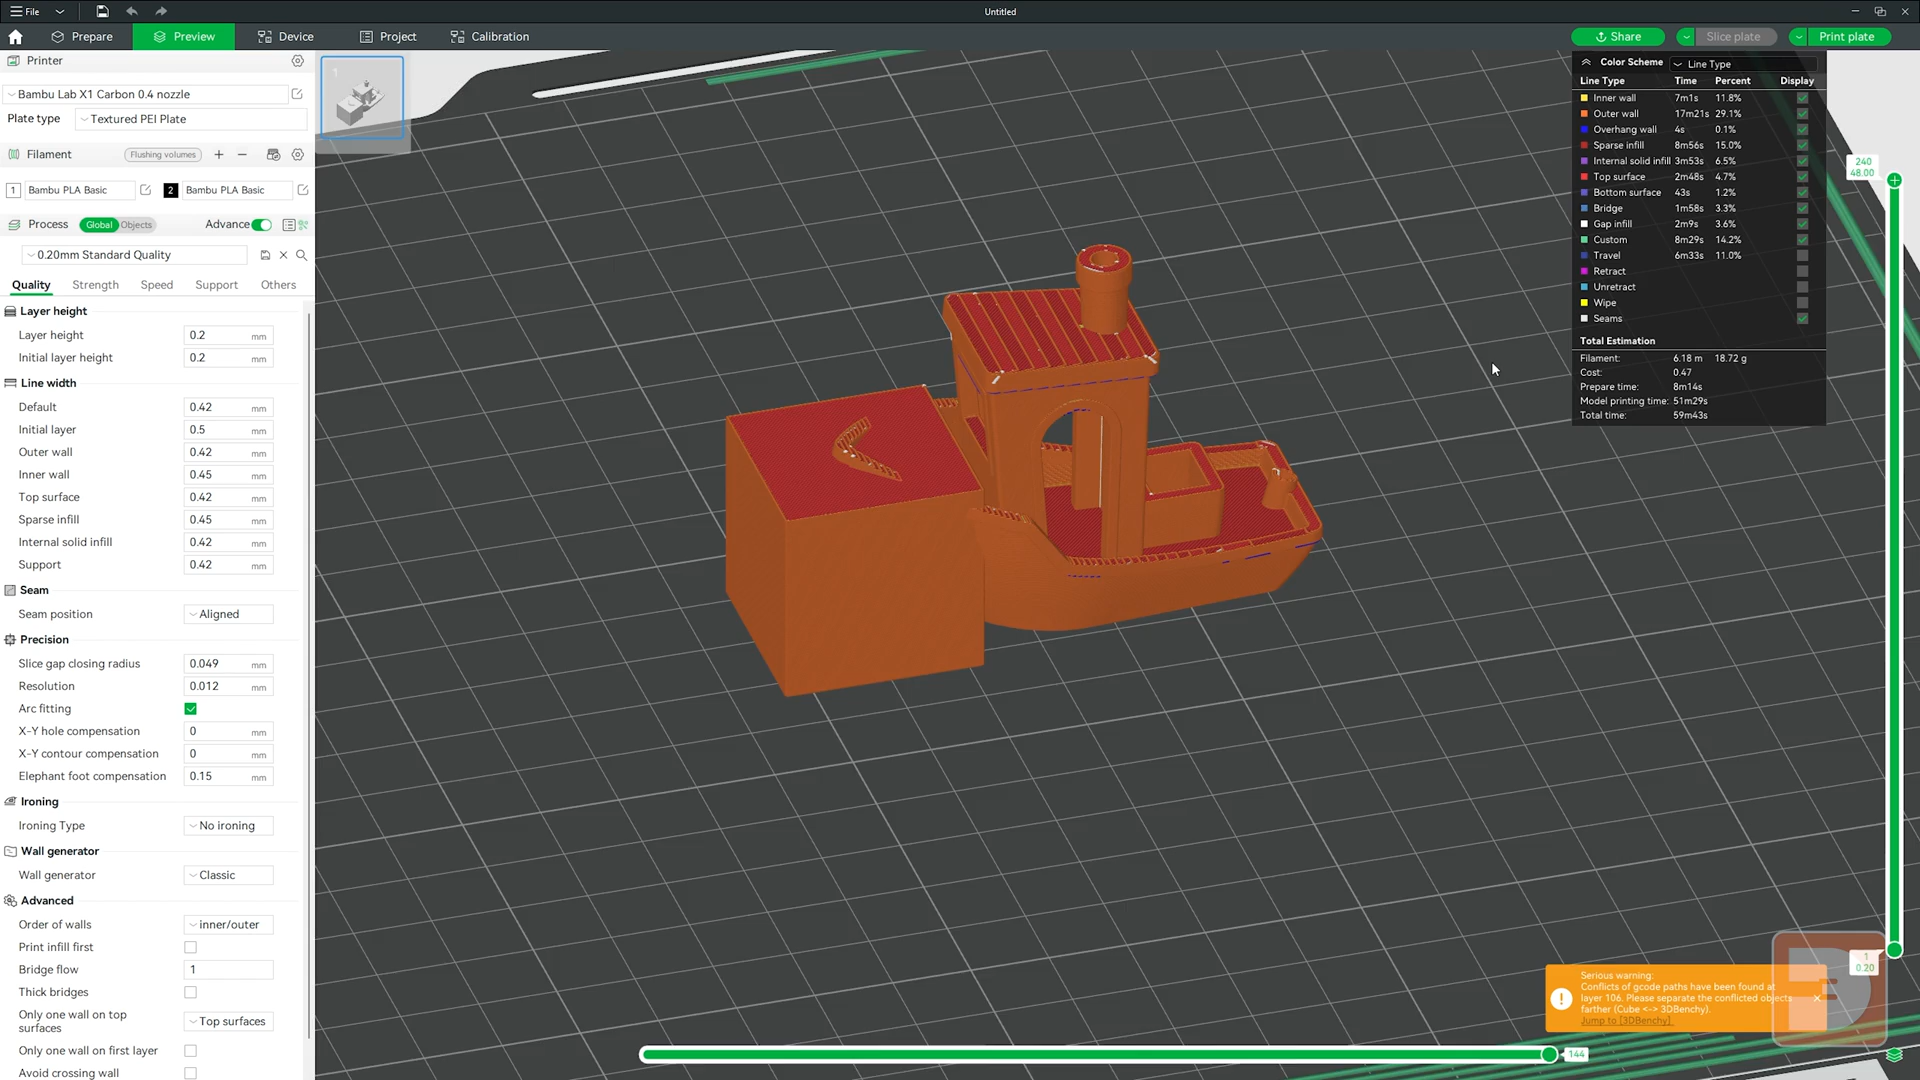 File
Untitled
Prepare
Preview
Device
Project
Calibration
Share
Slice plate
Print plate
Printer
Bambu Lab X1 Carbon 0.4 nozzle
Plate type
Textured PEI Plate
Filament
Flushing volumes
1 Bambu PLA Basic
2 Bambu PLA Basic
Process
Global Objects
Advance
0.20mm Standard Quality
Quality Strength Speed Support Others
Layer height
Layer height 0.2 mm
Initial layer height 0.2 mm
Line width
Default 0.42 mm
Initial layer 0.5 mm
Outer wall 0.42 mm
Inner wall 0.45 mm
Top surface 0.42 mm
Sparse infill 0.45 mm
Internal solid infill 0.42 mm
Support 0.42 mm
Seam
Seam position Aligned
Precision
Slice gap closing radius 0.049 mm
Resolution 0.012 mm
Arc fitting
X-Y hole compensation 0 mm
X-Y contour compensation 0 mm
Elephant foot compensation 0.15 mm
Ironing
Ironing Type No ironing
Wall generator
Wall generator Classic
Advanced
Order of walls inner/outer
Print infill first
Bridge flow 1
Thick bridges
Only one wall on top
surfaces
Top surfaces
Only one wall on first layer
Avoid crossing wall
Color Scheme Line Type
Line Type Time Percent Display
Inner wall 7m1s 11.8%
Outer wall 17m21s 29.1%
Overhang wall 4s 0.1%
Sparse infill 8m56s 15.0%
Internal solid infill 3m53s 6.5%
Top surface 2m48s 4.7%
Bottom surface 43s 1.2%
Bridge 1m58s 3.3%
Gap infill 2m9s 3.6%
Custom 8m29s 14.2%
Travel 6m33s 11.0%
Retract
Unretract
Wipe
Seams
Total Estimation
Filament: 6.18 m 18.72 g
Cost: 0.47
Prepare time: 8m14s
Model printing time: 51m29s
Total time: 59m43s
240
48.00
1
0.20
Serious warning:
Conflicts of gcode paths have been found at
layer 106. Please separate the conflicted objects
farther (Cube <-> 3DBenchy).
Jump to [3DBenchy]
144